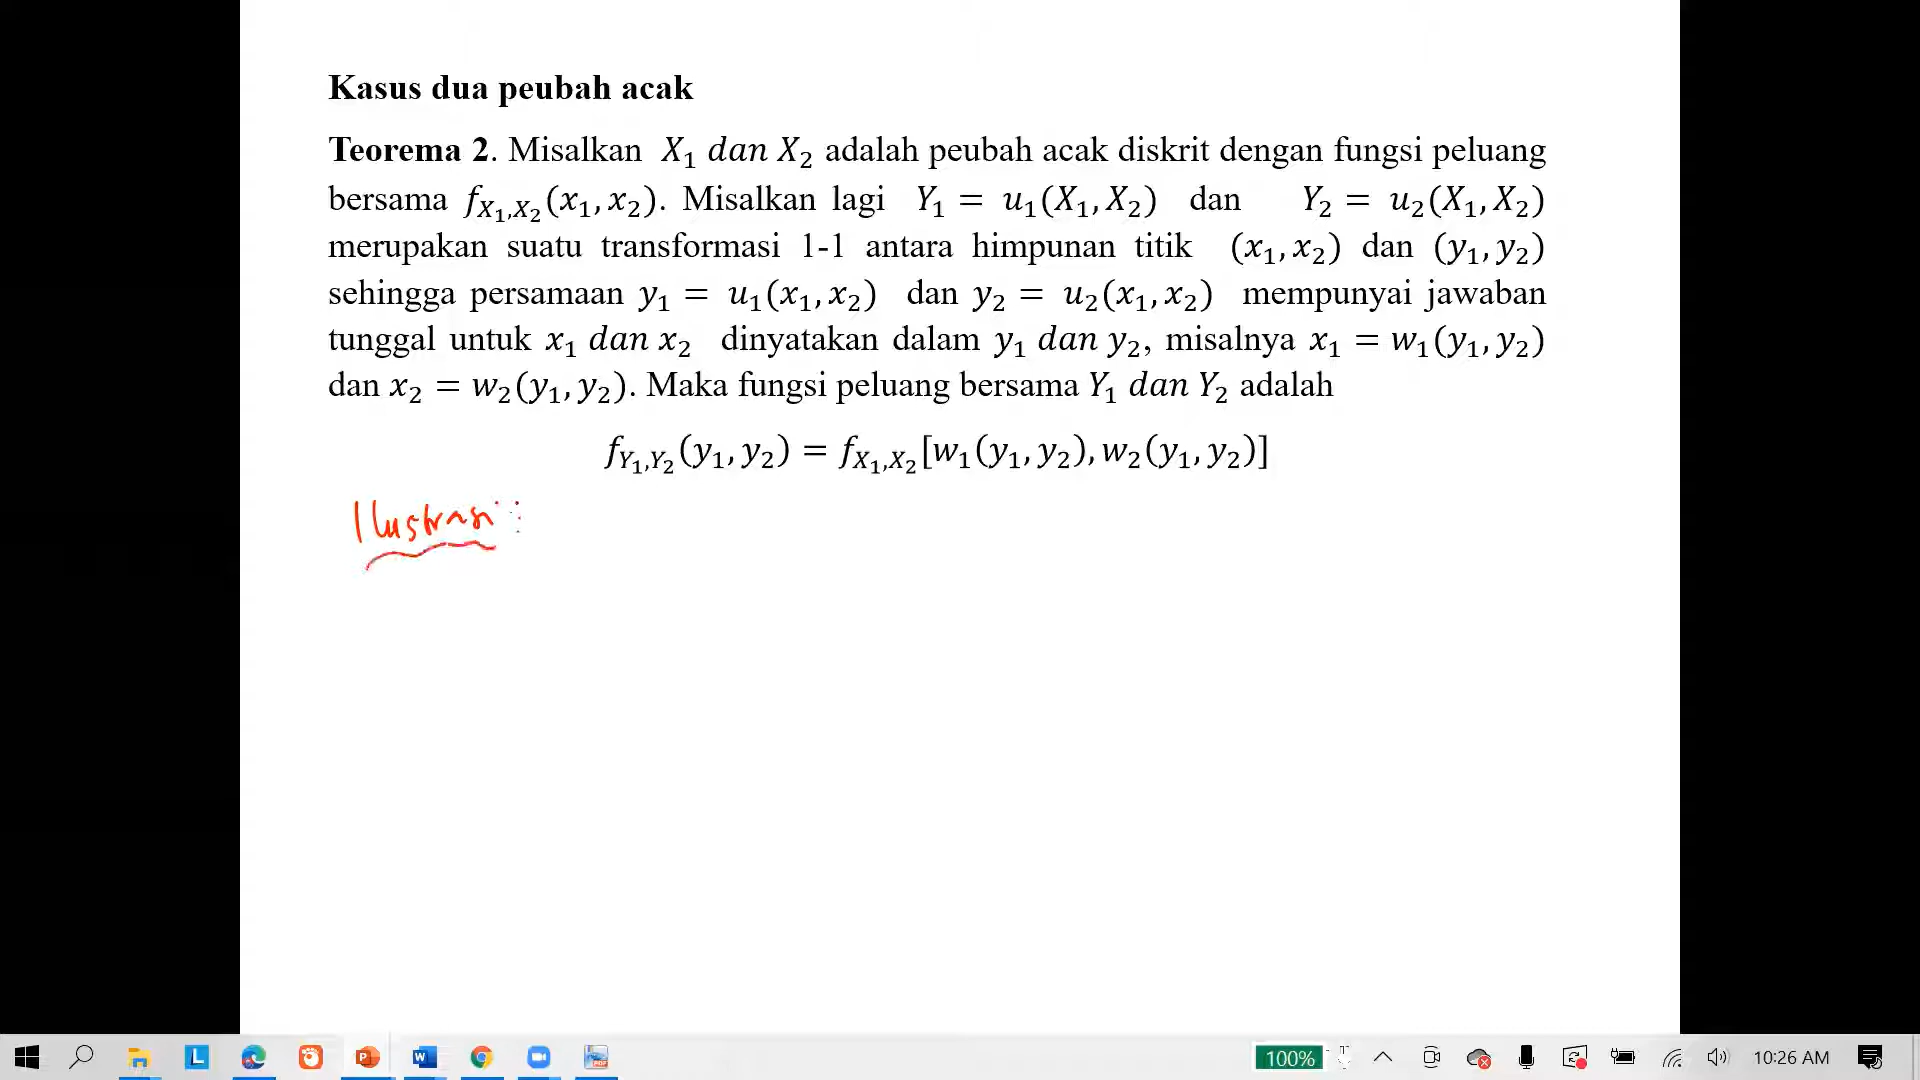 Kasus dua peubah acak
Teorema 2. Misalkan X₁ dan X₂ adalah peubah acak diskrit dengan fungsi peluang
bersama f_{X₁,X₂}(x₁, x₂). Misalkan lagi Y₁ = u₁(X₁, X₂) dan Y₂ = u₂(X₁, X₂)
merupakan suatu transformasi 1-1 antara himpunan titik (x₁, x₂) dan (y₁, y₂)
sehingga persamaan y₁ = u₁(x₁, x₂) dan y₂ = u₂(x₁, x₂) mempunyai jawaban
tunggal untuk x₁ dan x₂ dinyatakan dalam y₁ dan y₂, misalnya x₁ = w₁(y₁, y₂)
dan x₂ = w₂(y₁, y₂). Maka fungsi peluang bersama Y₁ dan Y₂ adalah
f_{Y₁,Y₂}(y₁, y₂) = f_{X₁,X₂}[w₁(y₁, y₂), w₂(y₁, y₂)]
Ilustrasi :
100% 10:26 AM